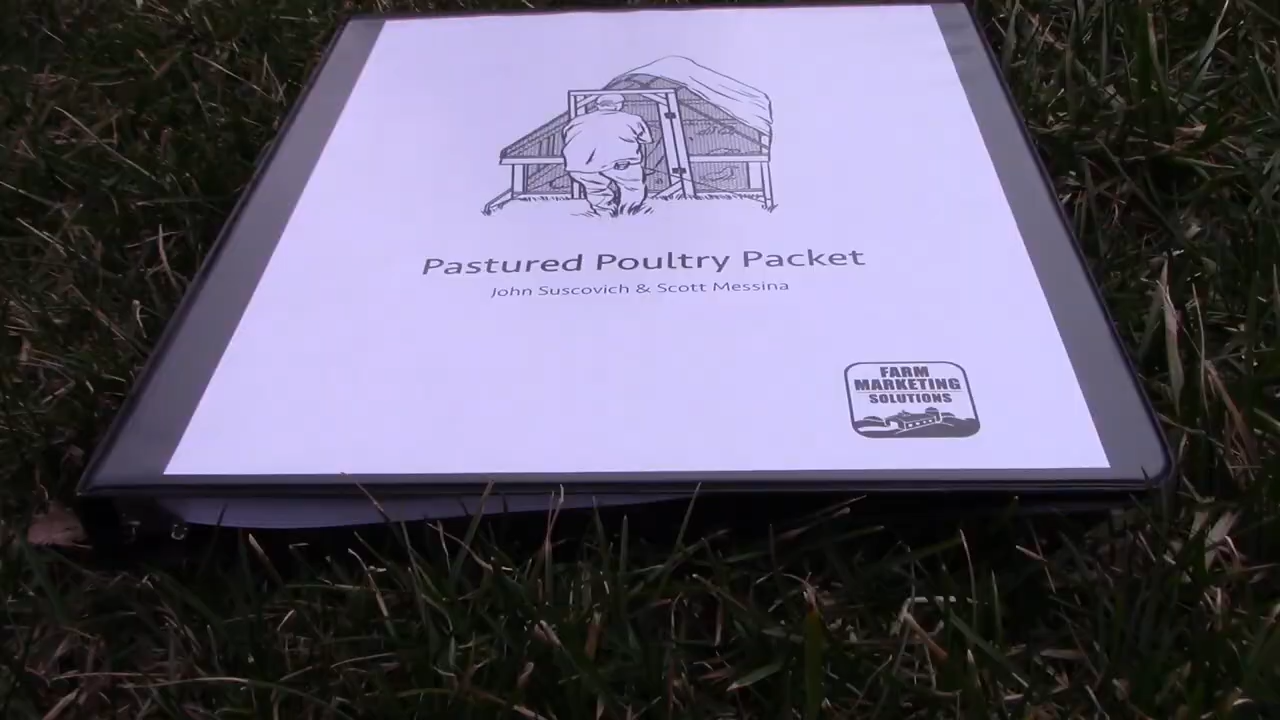 Pastured Poultry Packet
John Suscovich & Scott Messina
FARM
MARKETING
SOLUTIONS